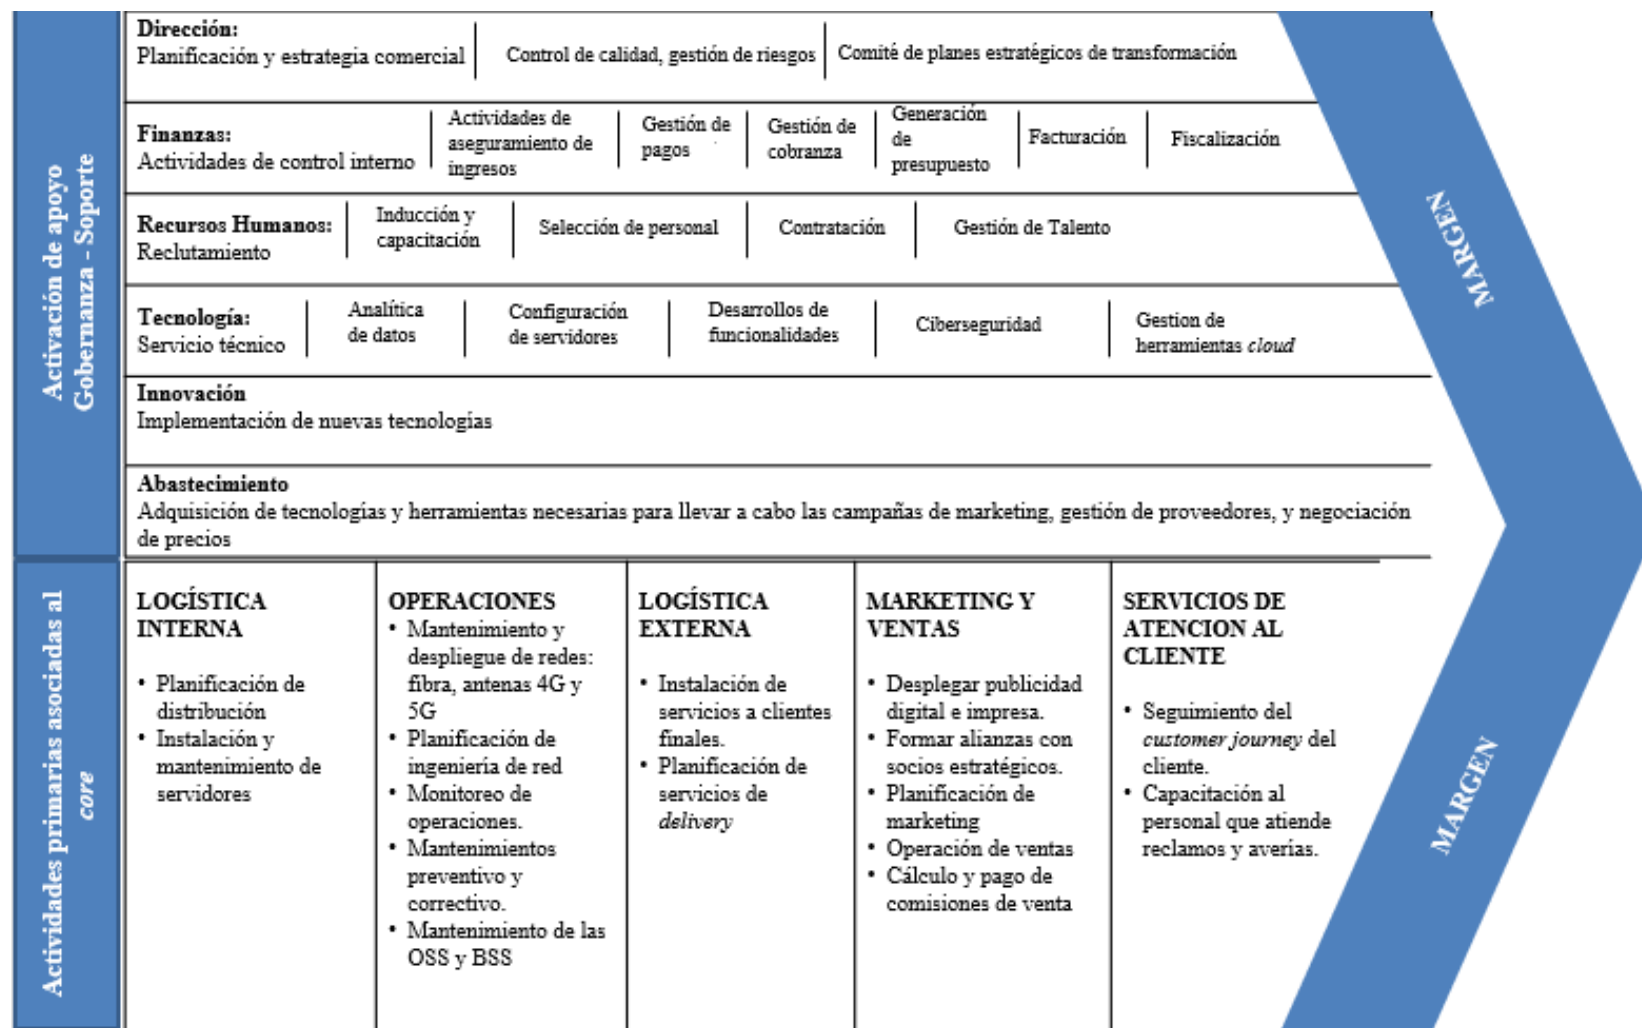 Activación de apoyo
Gobernanza - Soporte
Dirección:
Planificación y estrategia comercial
Control de calidad, gestión de riesgos
Comité de planes estratégicos de transformación
Finanzas:
Actividades de control interno
Actividades de
aseguramiento de
ingresos
Gestión de
pagos
Gestión de
cobranza
Generación
de
presupuesto
Facturación
Fiscalización
Recursos Humanos:
Reclutamiento
Inducción y
capacitación
Selección de personal
Contratación
Gestión de Talento
Tecnología:
Servicio técnico
Analítica
de datos
Configuración
de servidores
Desarrollos de
funcionalidades
Ciberseguridad
Gestion de
herramientas cloud
Innovación
Implementación de nuevas tecnologías
Abastecimiento
Adquisición de tecnologías y herramientas necesarias para llevar a cabo las campañas de marketing, gestión de proveedores, y negociación
de precios
MARGEN
Actividades primarias asociadas al
core
LOGÍSTICA
INTERNA
• Planificación de
distribución
• Instalación y
mantenimiento de
servidores
OPERACIONES
• Mantenimiento y
despliegue de redes:
fibra, antenas 4G y
5G
• Planificación de
ingeniería de red
• Monitoreo de
operaciones.
• Mantenimientos
preventivo y
correctivo.
• Mantenimiento de las
OSS y BSS
LOGÍSTICA
EXTERNA
• Instalación de
servicios a clientes
finales.
• Planificación de
servicios de
delivery
MARKETING Y
VENTAS
• Desplegar publicidad
digital e impresa.
• Formar alianzas con
socios estratégicos.
• Planificación de
marketing
• Operación de ventas
• Cálculo y pago de
comisiones de venta
SERVICIOS DE
ATENCION AL
CLIENTE
• Seguimiento del
customer journey del
cliente.
• Capacitación al
personal que atiende
reclamos y averías.
MARGEN